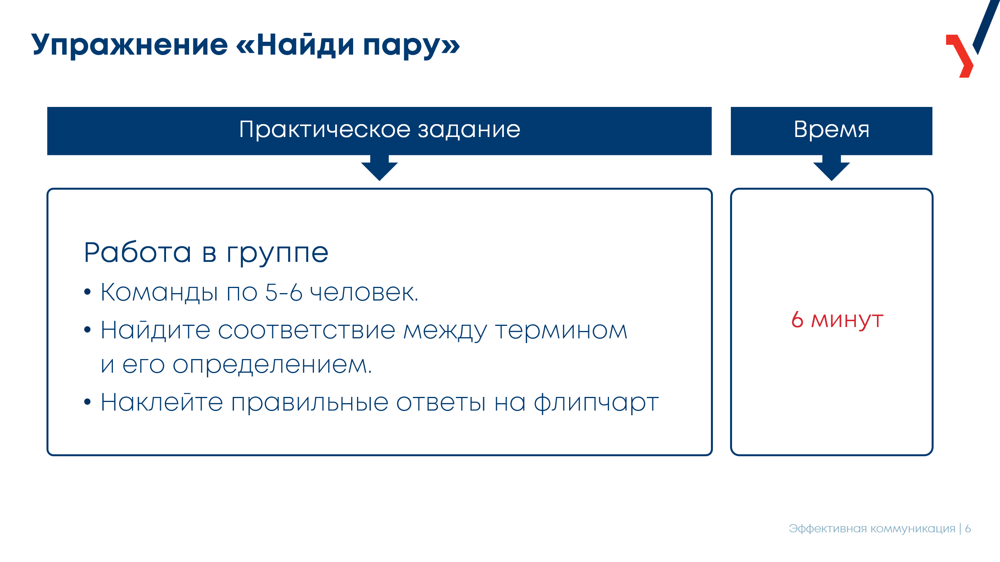 Упражнение «Найди пару»
Практическое задание
Время
Работа в группе
• Команды по 5-6 человек.
• Найдите соответствие между термином
и его определением.
• Наклейте правильные ответы на флипчарт
6 минут
Эффективная коммуникация | 6